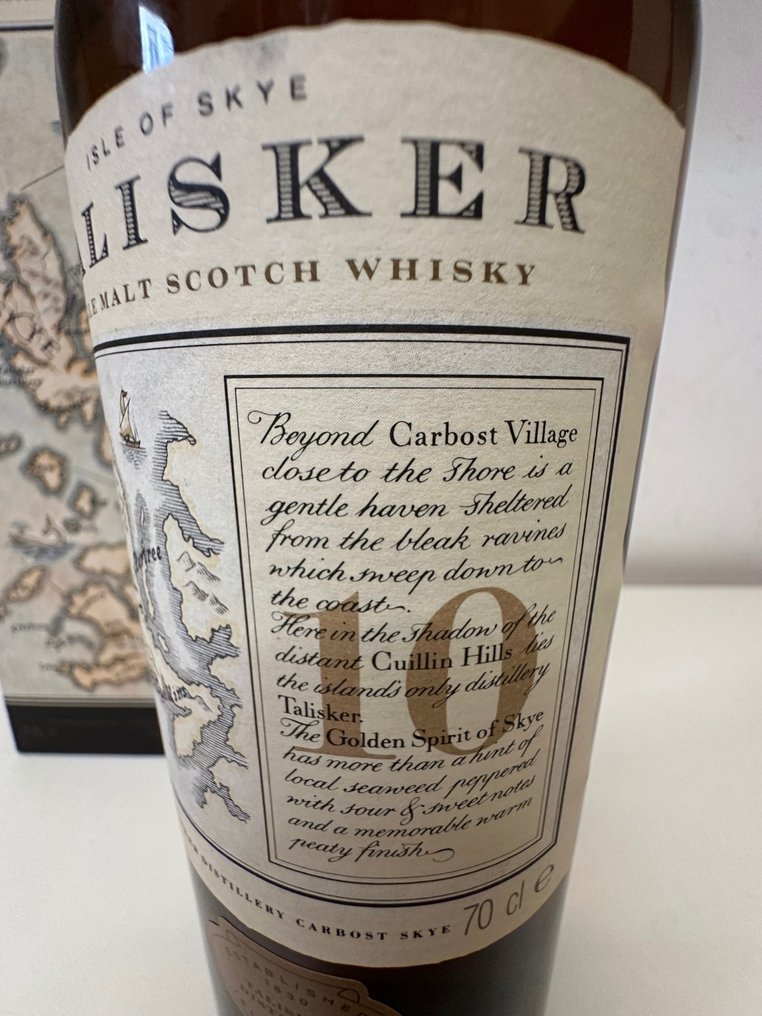 ISLE OF SKYE
ALISKER
MALT SCOTCH WHISKY
Beyond Carbost Village
close to the shore is a
gentle haven sheltered
from the bleak ravines
which sweep down to
the coast.
Here in the shadow of the
distant Cuillin Hills lies
the island's only distillery
Talisker.
The Golden Spirit of Skye
has more than a hint of
local seaweed peppered
with sour & sweet notes
and a memorable warm
peaty finish
10
DISTILLERY CARBOST SKYE 70 cl e
ESTABLISHED
1830